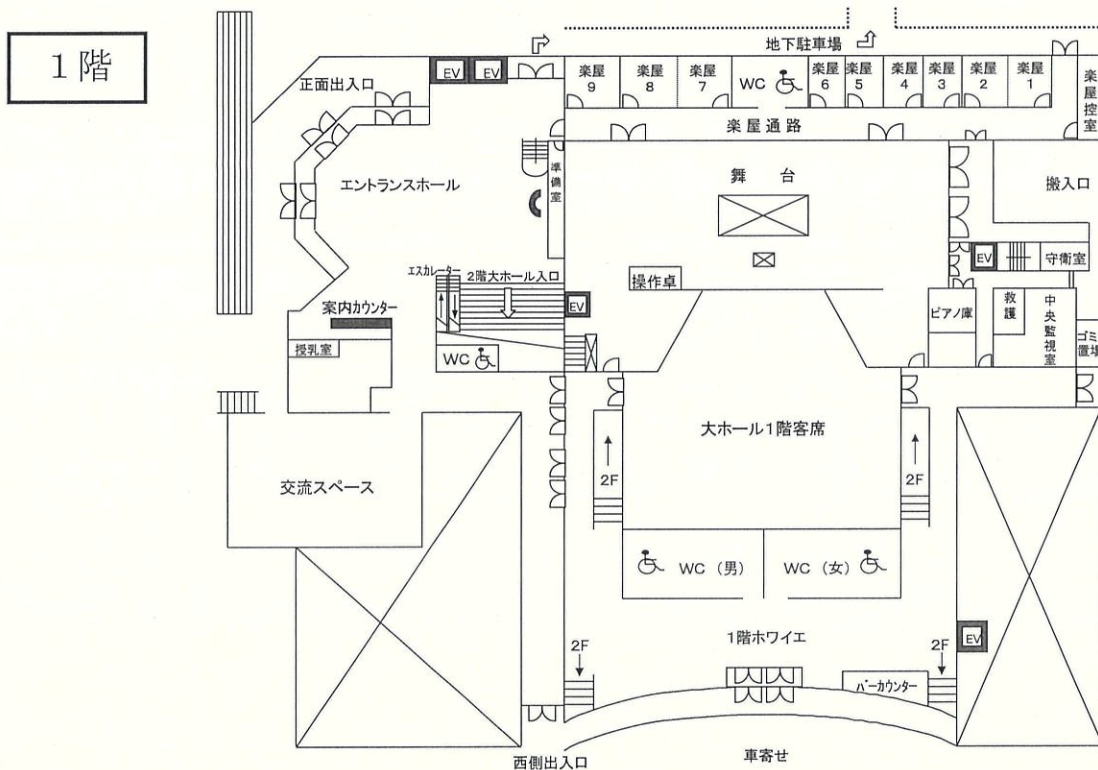 1階
地下駐車場
正面出入口
EV
EV
楽屋
9
楽屋
8
楽屋
7
WC
楽屋
6
楽屋
5
楽屋
4
楽屋
3
楽屋
2
楽屋
1
楽屋控室
楽屋通路
エントランスホール
準備室
舞台
搬入口
エスカレーター
2階大ホール入口
操作卓
EV
守衛室
案内カウンター
EV
ピアノ庫
救護
中央監視室
ゴミ
置場
授乳室
WC
大ホール1階客席
2F
2F
交流スペース
WC (男)
WC (女)
1階ホワイエ
2F
2F
EV
バーカウンター
西側出入口
車寄せ